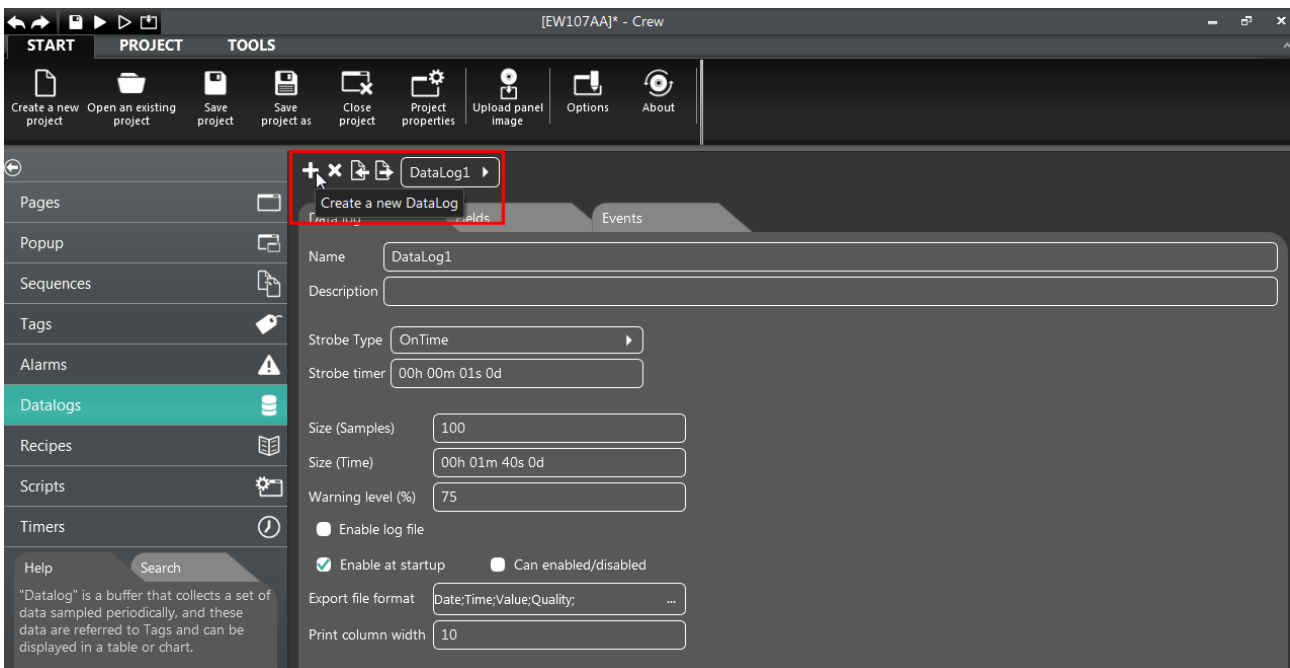 [EW107AA]* - Crew
START PROJECT TOOLS
Create a new project
Open an existing project
Save project
Save project as
Close project
Project properties
Upload panel image
Options
About
DataLog1
Create a new DataLog
Data log Fields Events
Pages
Popup
Sequences
Tags
Alarms
Datalogs
Recipes
Scripts
Timers
Help Search
"Datalog" is a buffer that collects a set of
data sampled periodically, and these
data are referred to Tags and can be
displayed in a table or chart.
Name DataLog1
Description
Strobe Type OnTime
Strobe timer 00h 00m 01s 0d
Size (Samples) 100
Size (Time) 00h 01m 40s 0d
Warning level (%) 75
Enable log file
Enable at startup Can enabled/disabled
Export file format Date;Time;Value;Quality; ...
Print column width 10